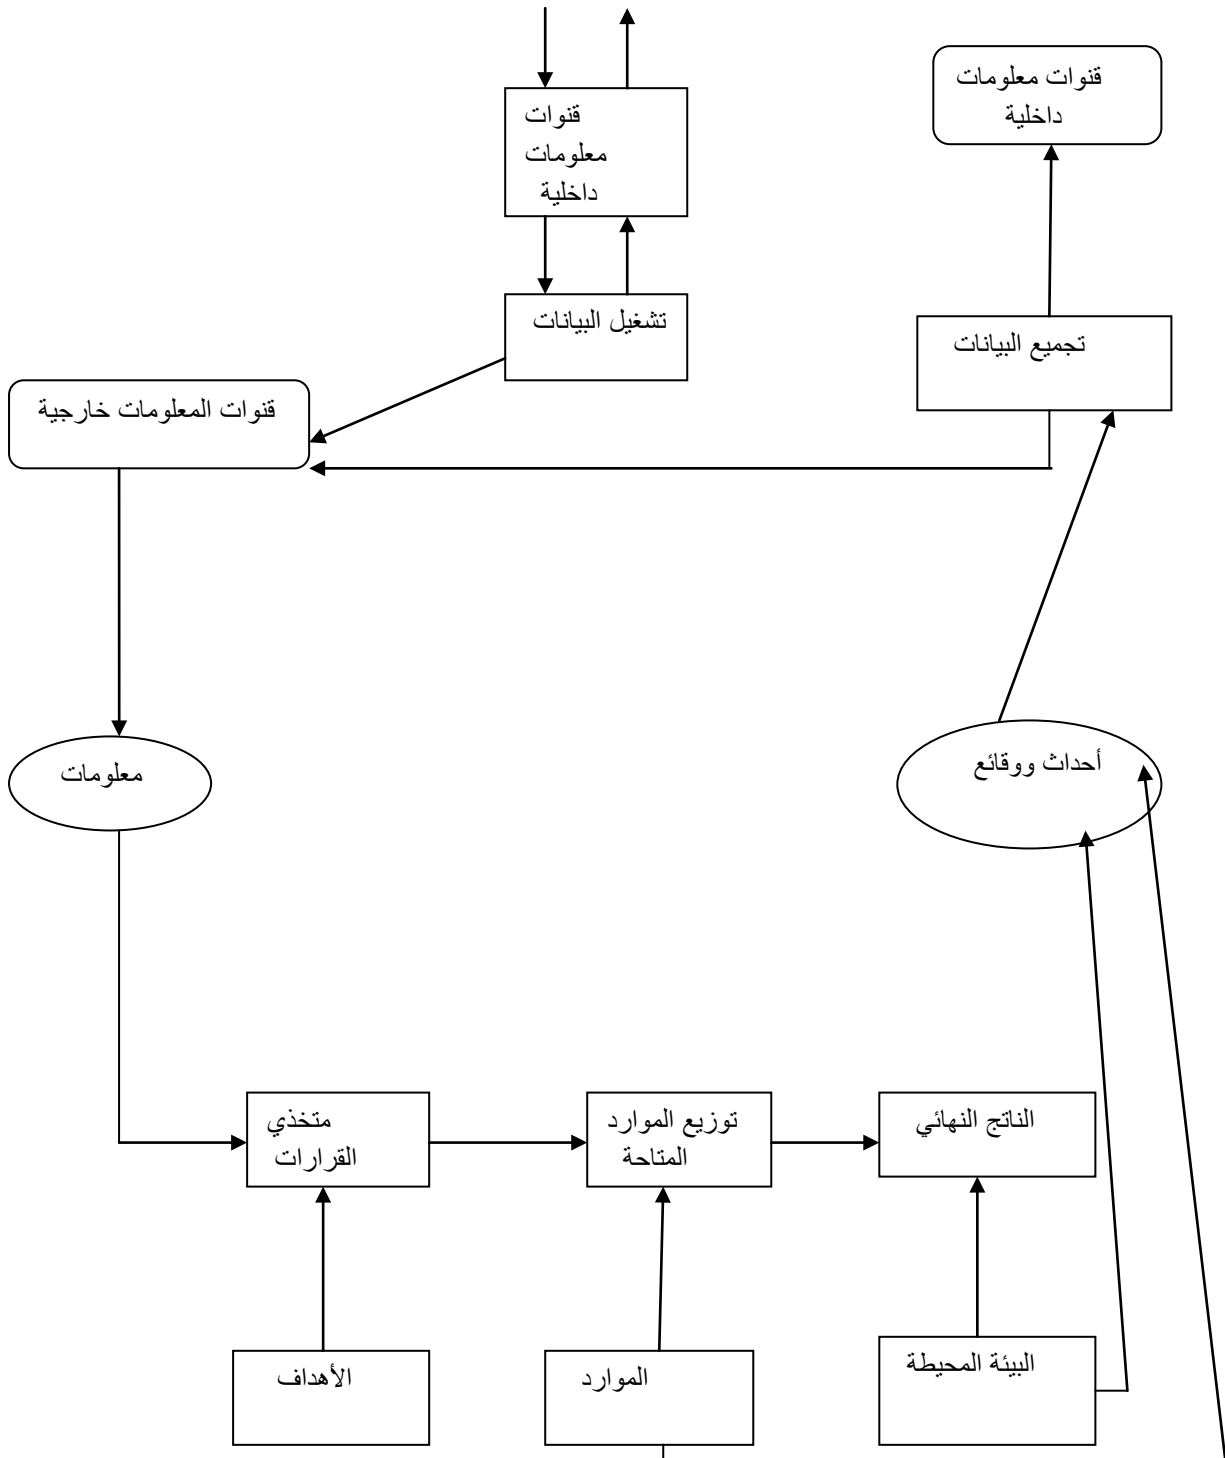 قنوات معلومات
داخلية
قنوات
معلومات
داخلية
تشغيل البيانات
تجميع البيانات
قنوات المعلومات خارجية
أحداث ووقائع
معلومات
الناتج النهائي
توزيع الموارد
المتاحة
متخذي
القرارات
البيئة المحيطة
الموارد
الأهداف